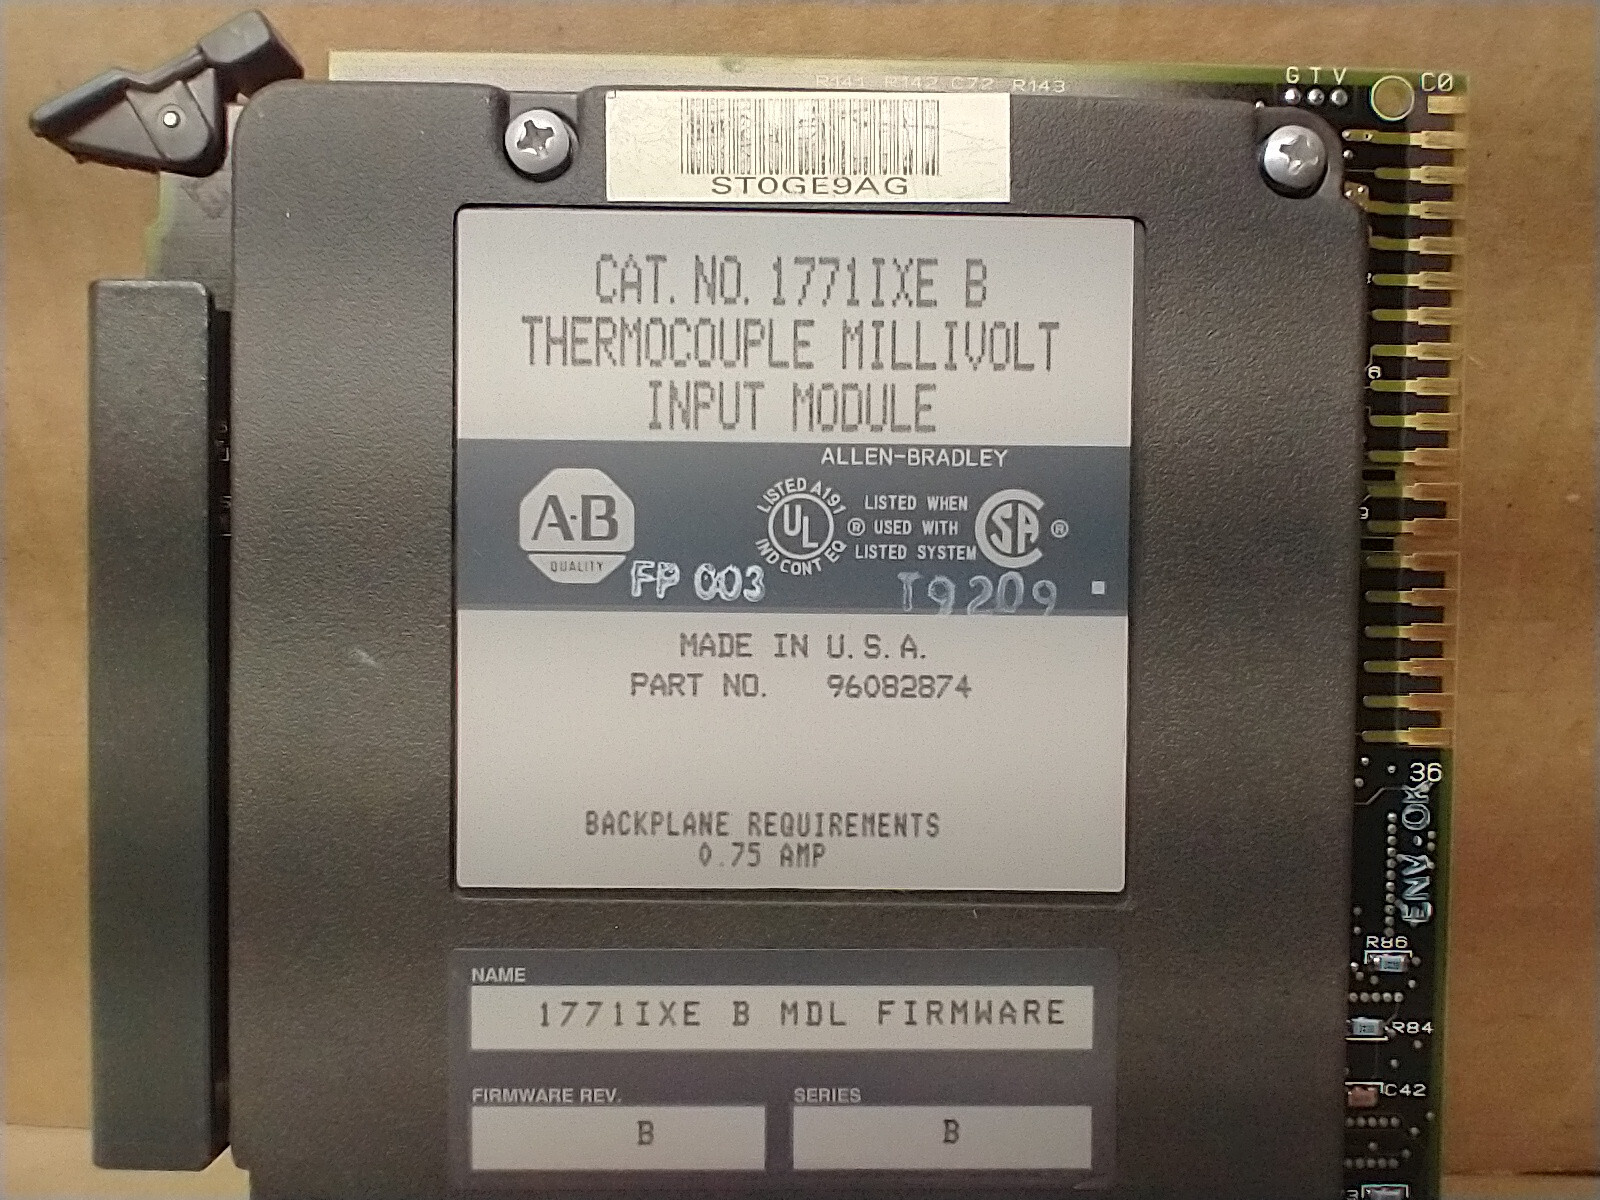 R141 R142 C72 R143
G T V
C0
ST0GE9AG
CAT. NO. 1771IXE B
THERMOCOUPLE MILLIVOLT
INPUT MODULE
ALLEN-BRADLEY
A-B
QUALITY
LISTED A191
UL
IND CONT EQ
®
LISTED WHEN
USED WITH
LISTED SYSTEM
SA
®
FP 003
T9209
MADE IN U.S.A.
PART NO. 96082874
BACKPLANE REQUIREMENTS
0.75 AMP
36
ENV.OK
R86
R84
C42
NAME
1771IXE B MDL FIRMWARE
FIRMWARE REV.
B
SERIES
B